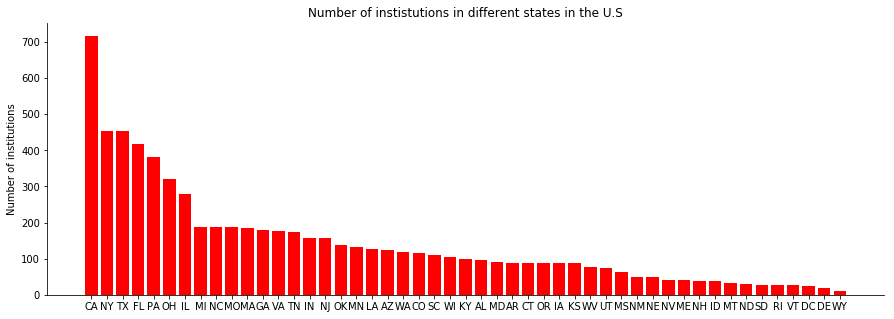 Number of instistutions in different states in the U.S
Number of institutions
700
600
500
400
300
200
100
0
CA NY TX FL PA OH IL MI NC MO MA GA VA TN IN NJ OK MN LA AZ WA CO SC WI KY AL MD AR CT OR IA KS WV UT MS NM NE NV ME NH ID MT ND SD RI VT DC DE WY